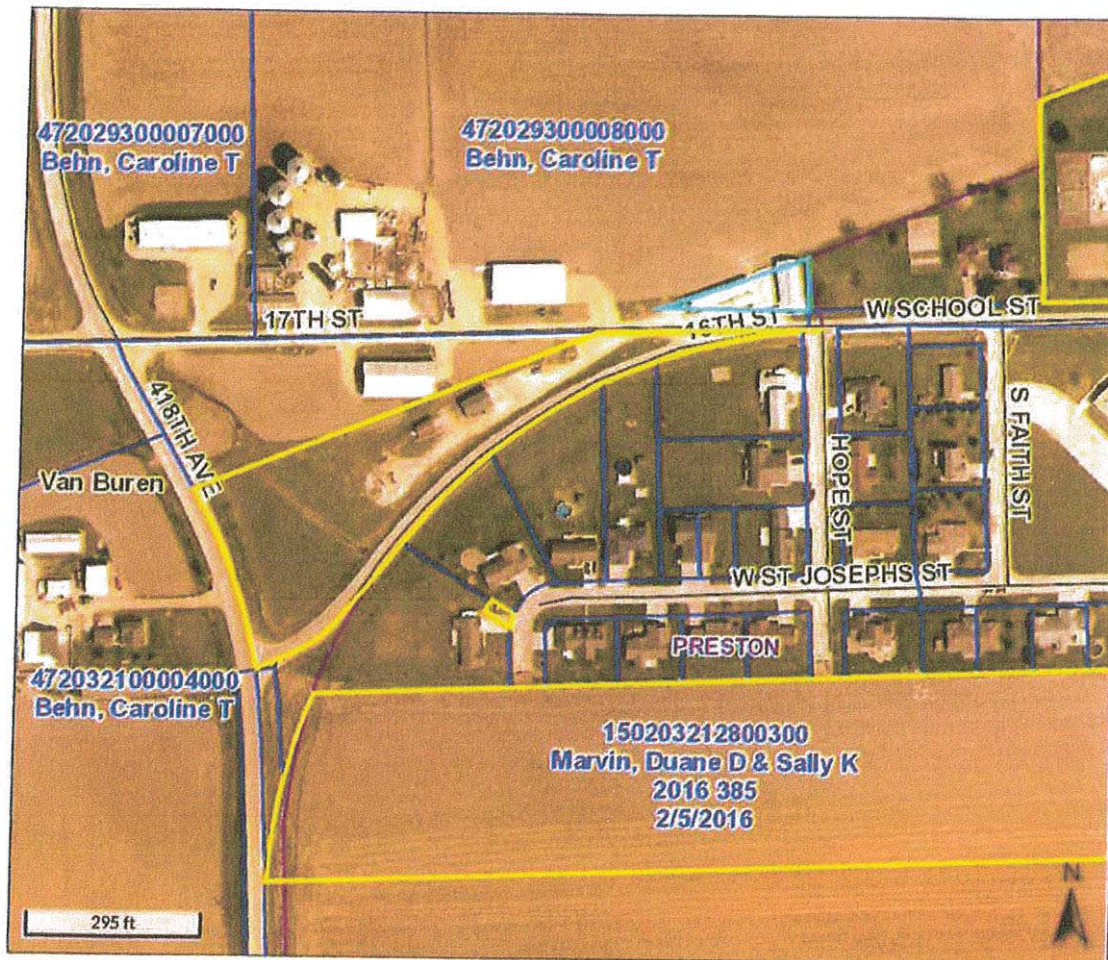 472029300007000
Behn, Caroline T
472029300008000
Behn, Caroline T
17TH ST
16TH ST
W SCHOOL ST
418TH AVE
Van Buren
HOPE ST
S FAITH ST
W ST JOSEPHS ST
PRESTON
472032100004000
Behn, Caroline T
150203212800300
Marvin, Duane D & Sally K
2016 385
2/5/2016
295 ft
N